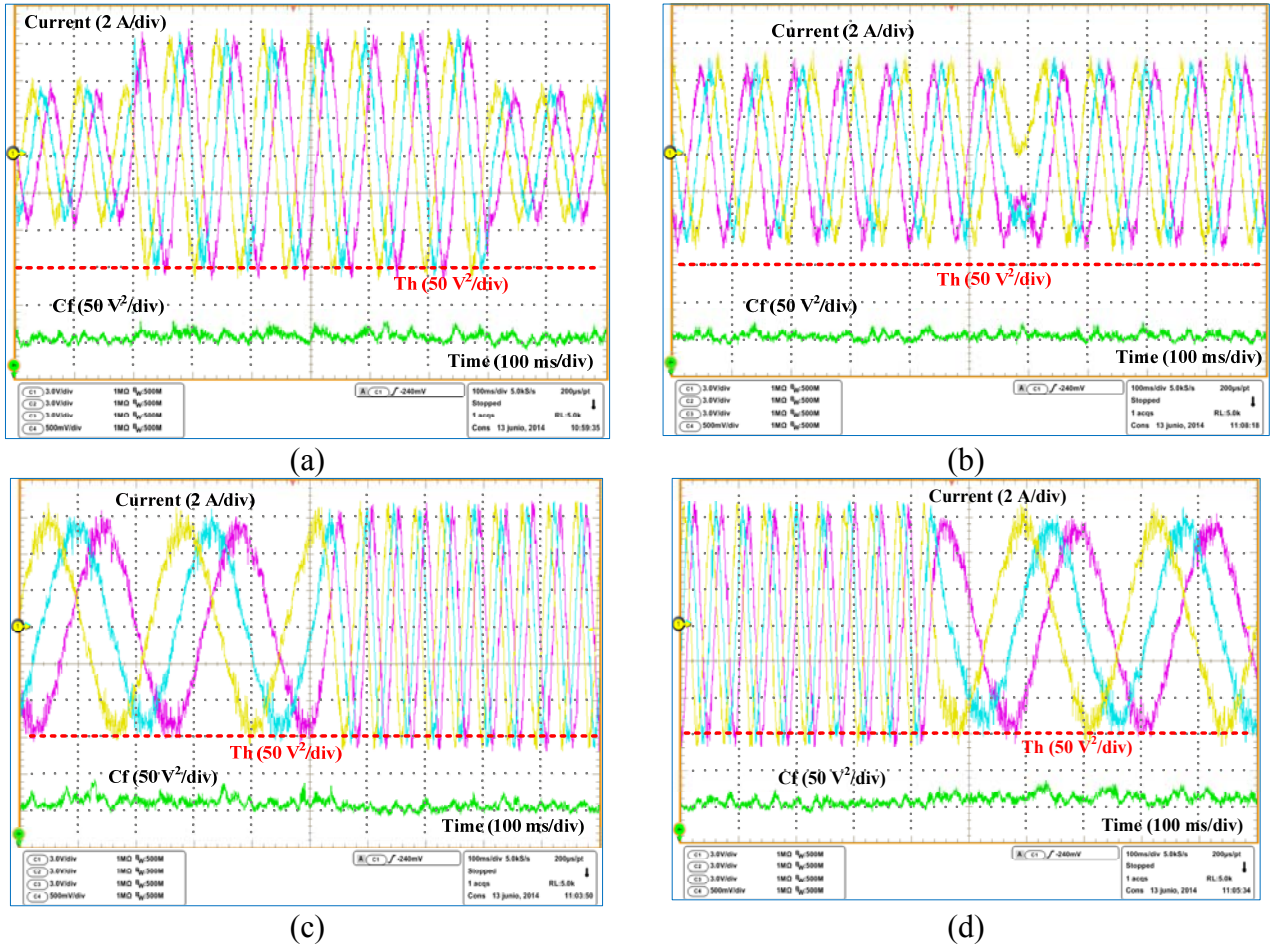 Current (2 A/div)
Th (50 V²/div)
Cf (50 V²/div)
Time (100 ms/div)
C1 3.0V/div 1MΩ BW:500M
C2 3.0V/div 1MΩ BW:500M
C3 3.0V/div 1MΩ BW:500M
C4 500mV/div 1MΩ BW:500M
A C1 -240mV
100ms/div 5.0kS/s 200µs/pt
Stopped
1 acqs RL:5.0k
Cons 13 junio, 2014 10:59:35
(a)
Current (2 A/div)
Th (50 V²/div)
Cf (50 V²/div)
Time (100 ms/div)
C1 3.0V/div 1MΩ BW:500M
C2 3.0V/div 1MΩ BW:500M
C3 3.0V/div 1MΩ BW:500M
C4 500mV/div 1MΩ BW:500M
A C1 -240mV
100ms/div 5.0kS/s 200µs/pt
Stopped
1 acqs RL:5.0k
Cons 13 junio, 2014 11:08:18
(b)
Current (2 A/div)
Th (50 V²/div)
Cf (50 V²/div)
Time (100 ms/div)
C1 3.0V/div 1MΩ BW:500M
C2 3.0V/div 1MΩ BW:500M
C3 3.0V/div 1MΩ BW:500M
C4 500mV/div 1MΩ BW:500M
A C1 -240mV
100ms/div 5.0kS/s 200µs/pt
Stopped
1 acqs RL:5.0k
Cons 13 junio, 2014 11:03:50
(c)
Current (2 A/div)
Th (50 V²/div)
Cf (50 V²/div)
Time (100 ms/div)
C1 3.0V/div 1MΩ BW:500M
C2 3.0V/div 1MΩ BW:500M
C3 3.0V/div 1MΩ BW:500M
C4 500mV/div 1MΩ BW:500M
A C1 -240mV
100ms/div 5.0kS/s 200µs/pt
Stopped
1 acqs RL:5.0k
Cons 13 junio, 2014 11:05:34
(d)